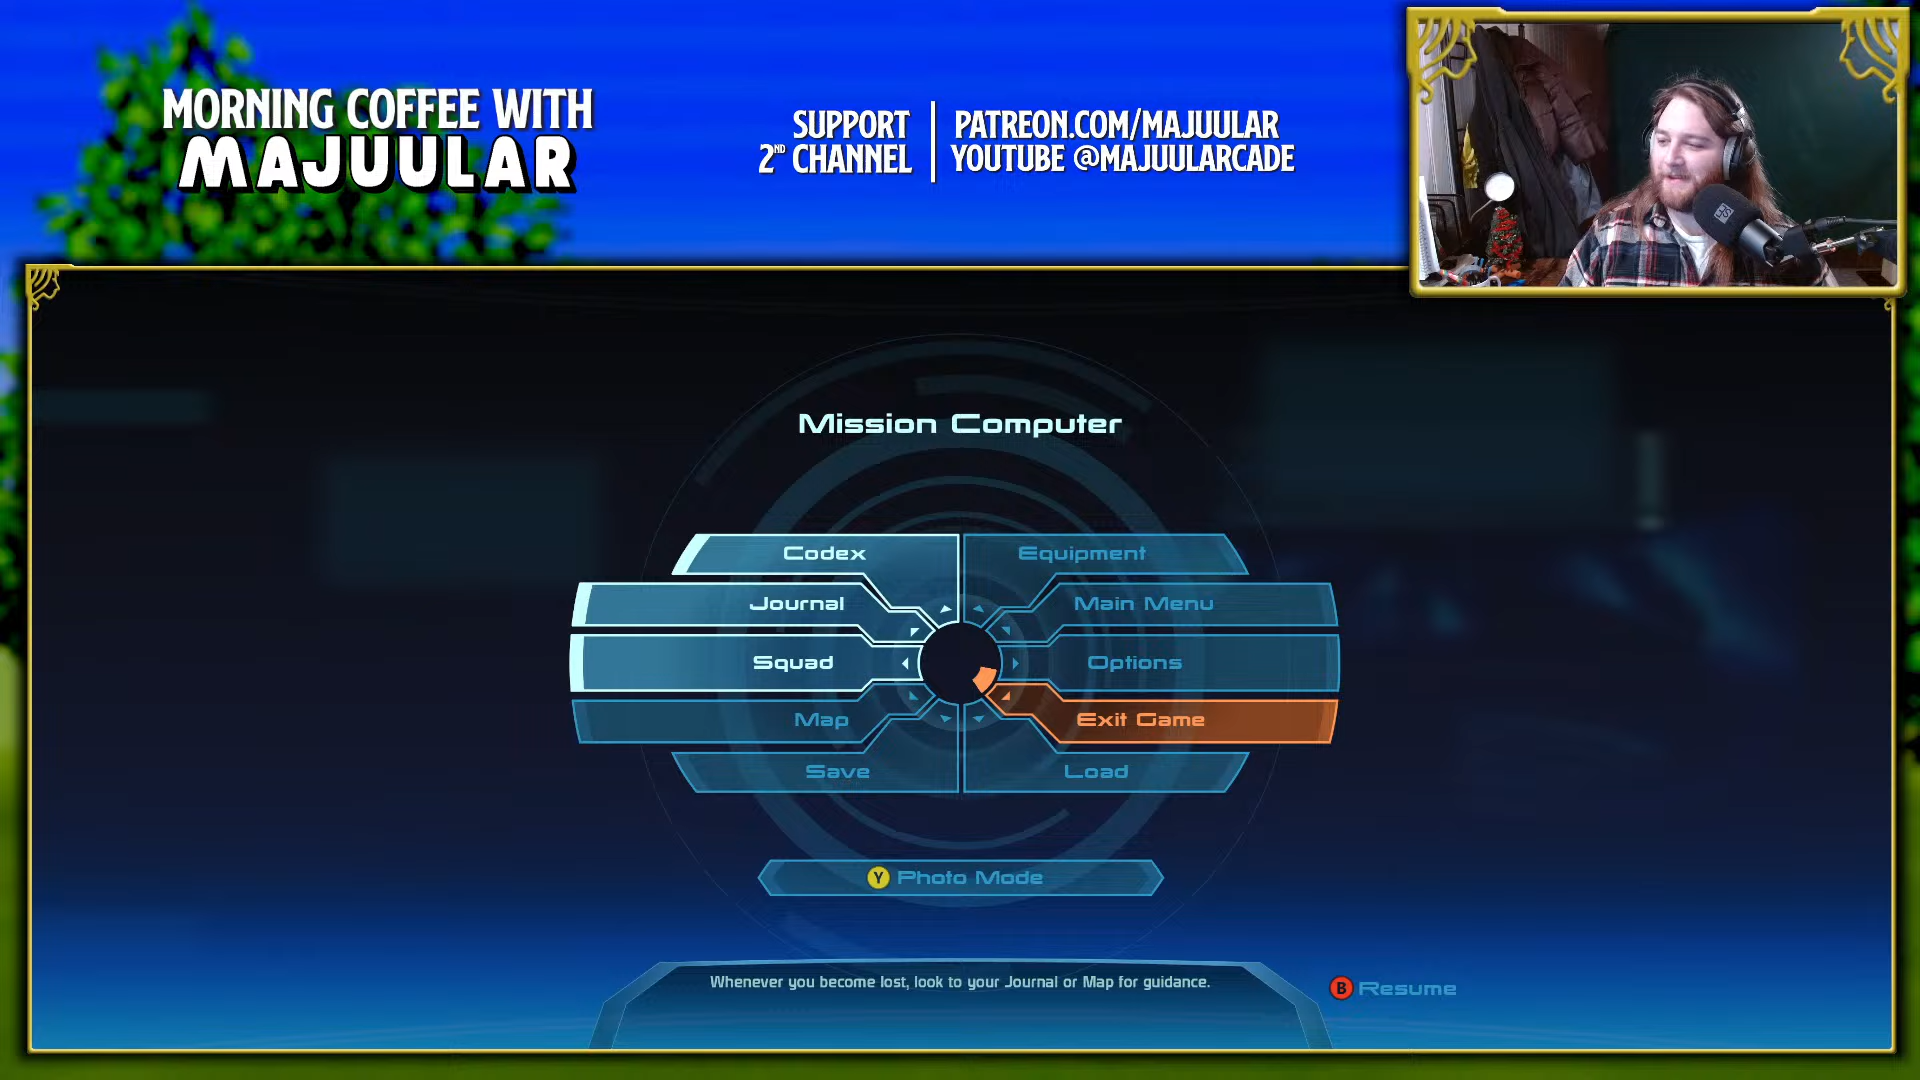 MORNING COFFEE WITH
MAJUULAR
SUPPORT
2ND CHANNEL
PATREON.COM/MAJUULAR
YOUTUBE @MAJUULARCADE
Mission Computer
Codex
Equipment
Journal
Main Menu
Squad
Options
Map
Exit Game
Save
Load
Y Photo Mode
Whenever you become lost, look to your Journal or Map for guidance.
B Resume